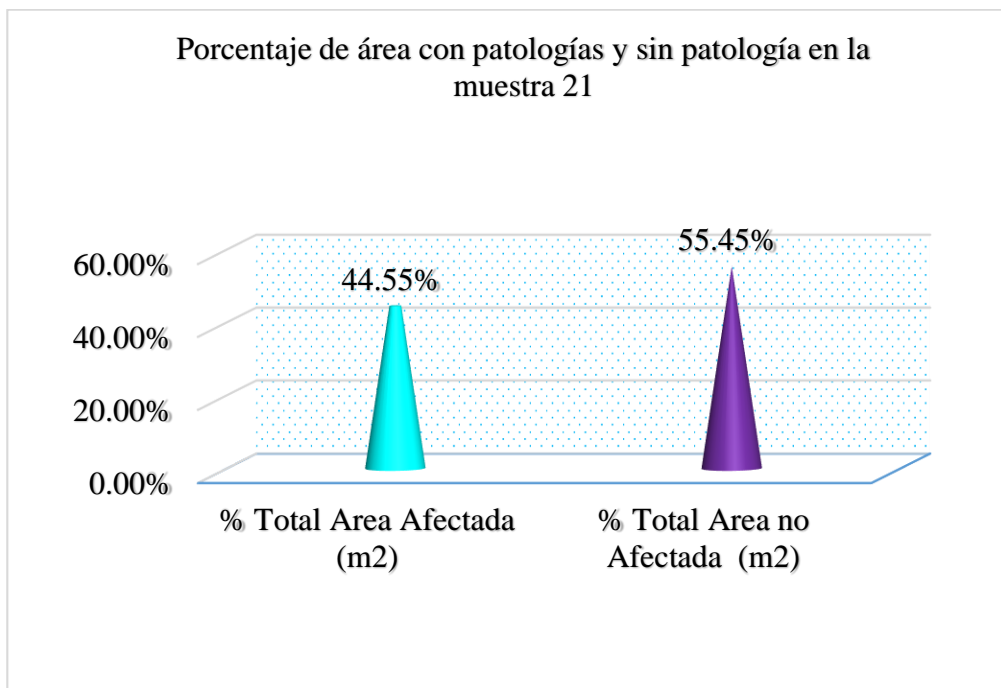 Porcentaje de área con patologías y sin patología en la
muestra 21
55.45%
60.00%
44.55%
40.00%
20.00%
0.00%
% Total Area Afectada
(m2)
% Total Area no
Afectada (m2)